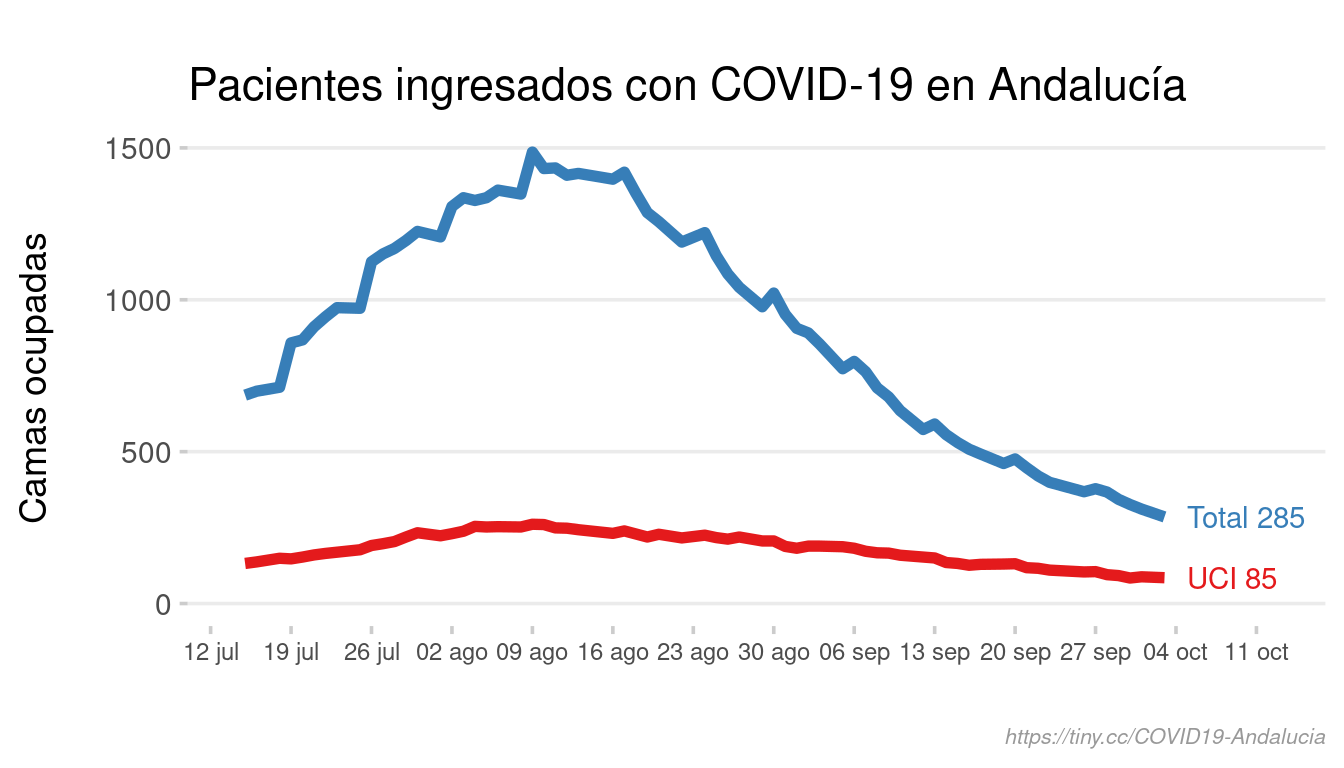 Pacientes ingresados con COVID-19 en Andalucía
Camas ocupadas
1500
1000
500
0
Total 285
UCI 85
12 jul 19 jul 26 jul 02 ago 09 ago 16 ago 23 ago 30 ago 06 sep 13 sep 20 sep 27 sep 04 oct 11 oct
https://tiny.cc/COVID19-Andalucia